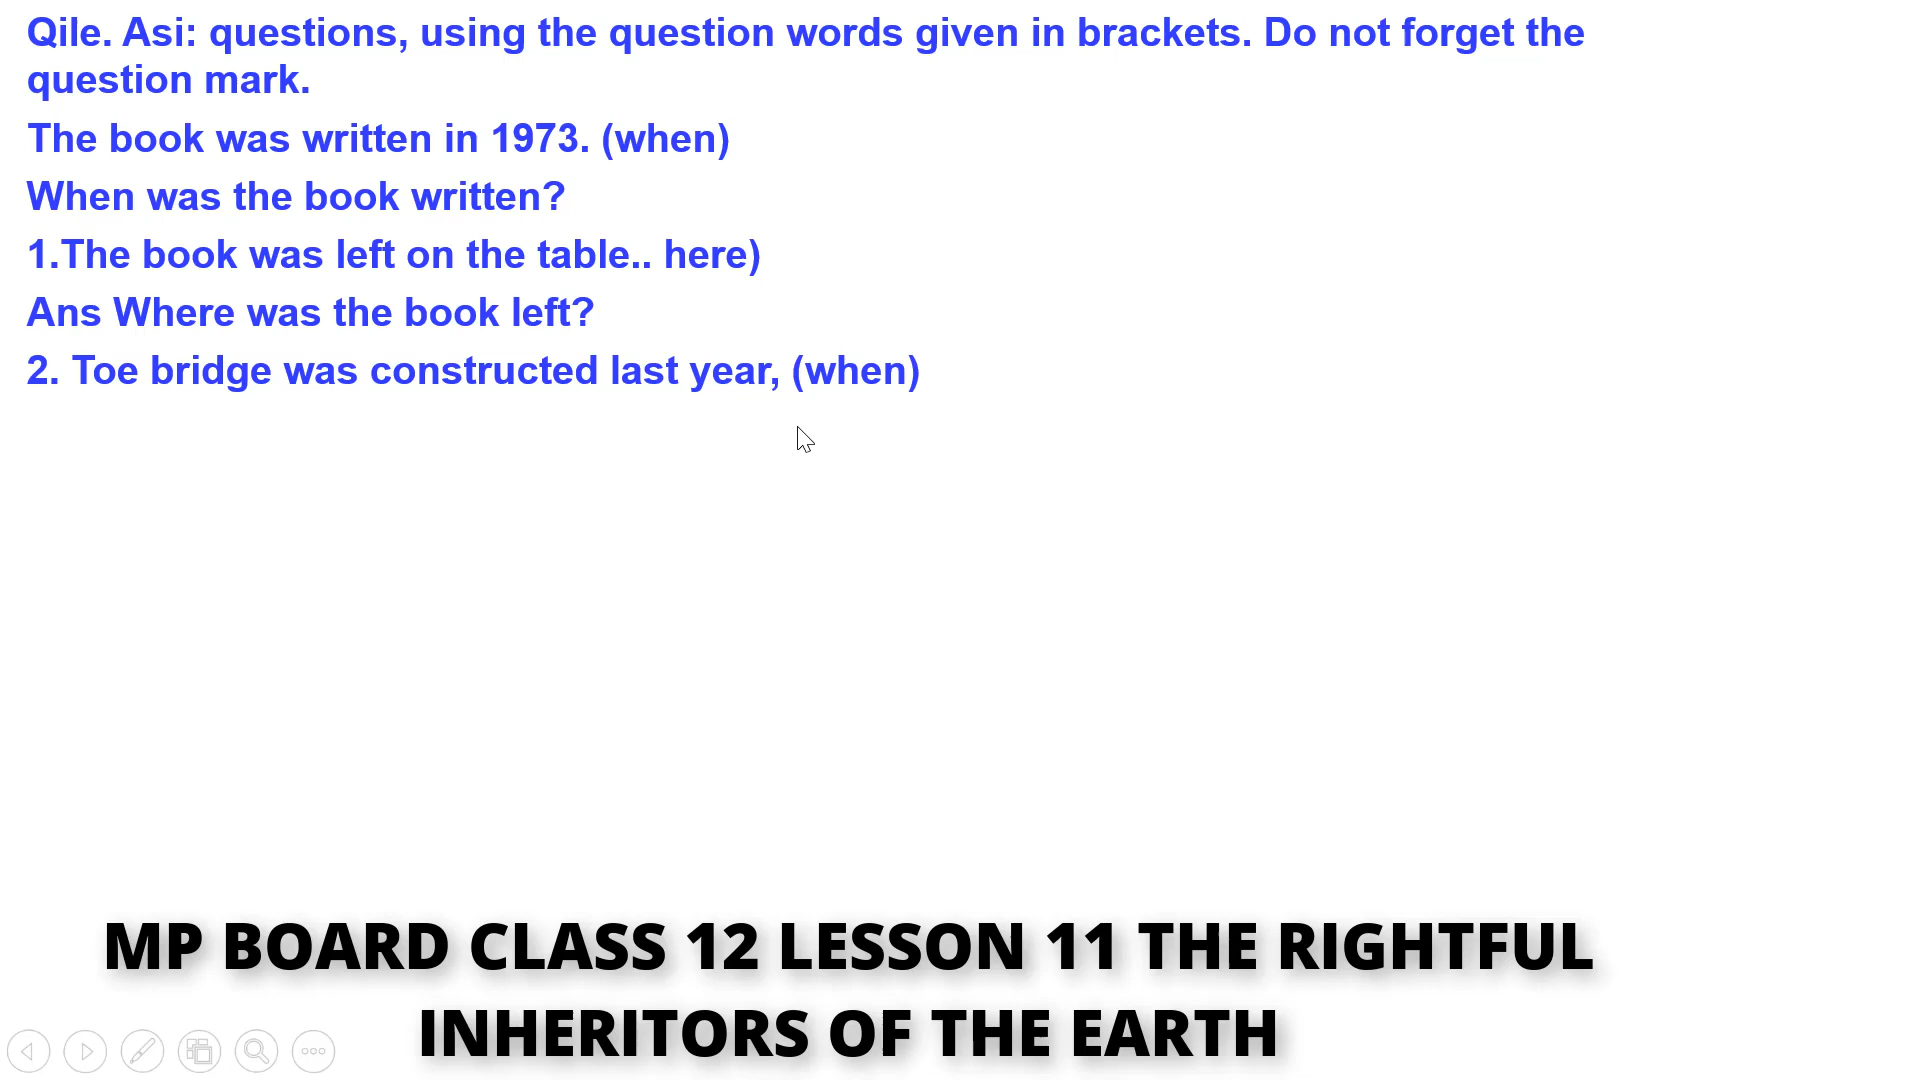 Qile. Asi: questions, using the question words given in brackets. Do not forget the
question mark.
The book was written in 1973. (when)
When was the book written?
1.The book was left on the table.. here)
Ans Where was the book left?
2. Toe bridge was constructed last year, (when)
MP BOARD CLASS 12 LESSON 11 THE RIGHTFUL
INHERITORS OF THE EARTH